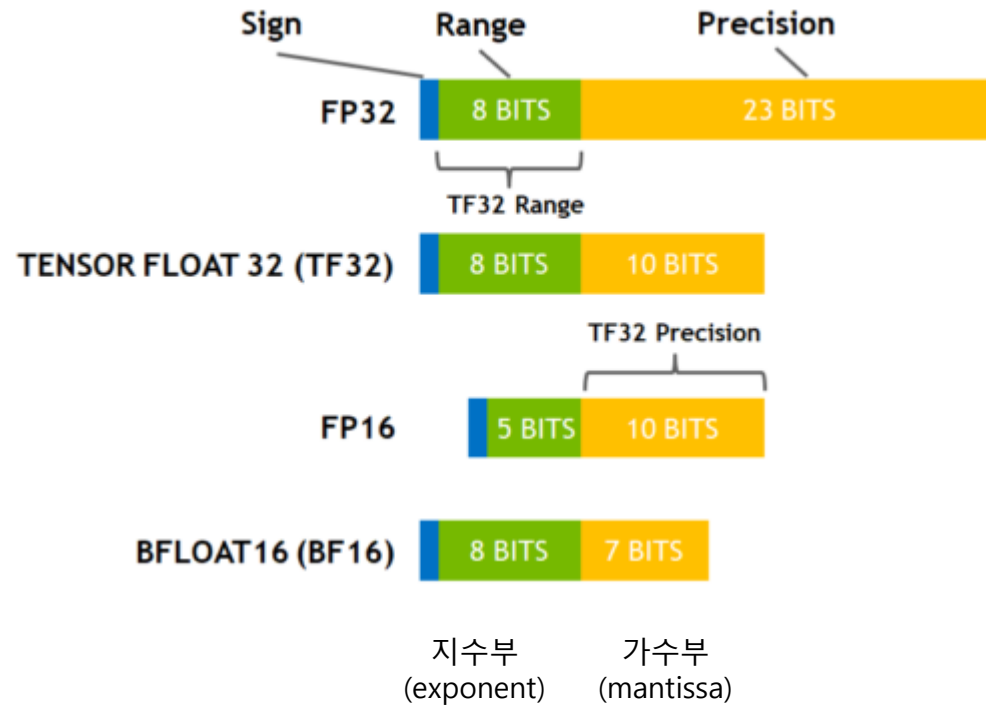 Sign Range Precision
FP32 8 BITS 23 BITS
TF32 Range
TENSOR FLOAT 32 (TF32) 8 BITS 10 BITS
TF32 Precision
FP16 5 BITS 10 BITS
BFLOAT16 (BF16) 8 BITS 7 BITS
지수부 가수부
(exponent) (mantissa)